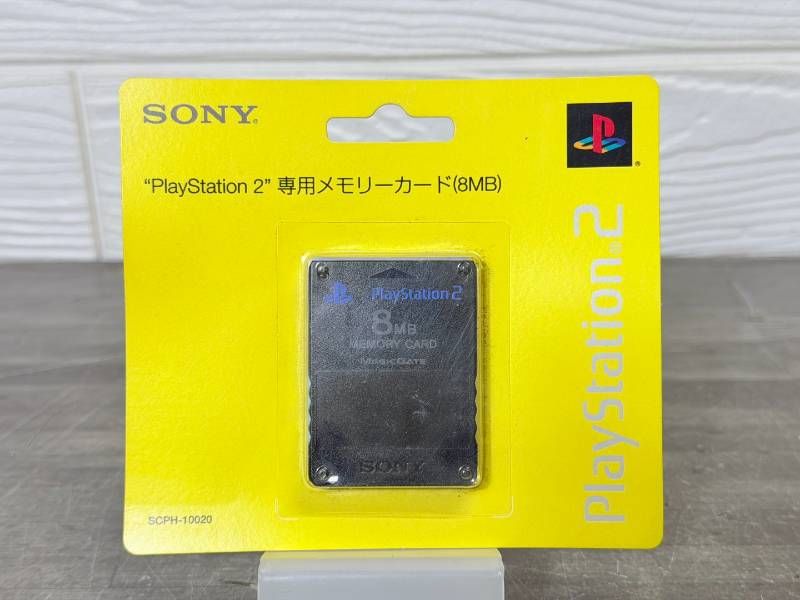 SONY®
“PlayStation 2” 専用メモリーカード(8MB)
PlayStation®2
PlayStation 2
8MB
MEMORY CARD
MAGICGATE
SONY
SCPH-10020